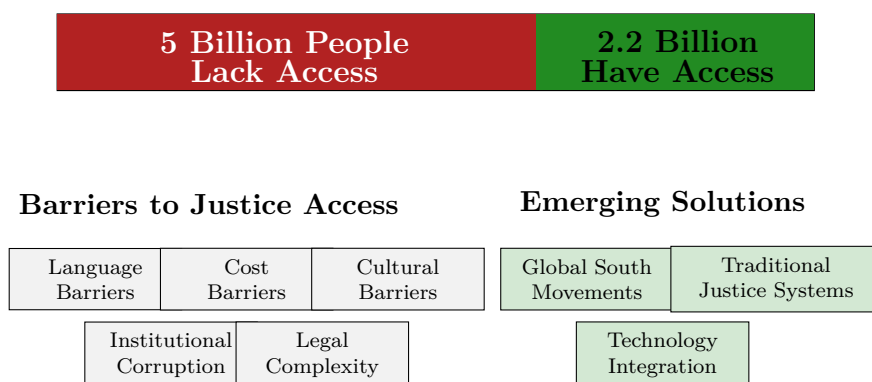 5 Billion People
Lack Access
2.2 Billion
Have Access
Barriers to Justice Access
Language
Barriers
Cost
Barriers
Cultural
Barriers
Institutional
Corruption
Legal
Complexity
Emerging Solutions
Global South
Movements
Traditional
Justice Systems
Technology
Integration